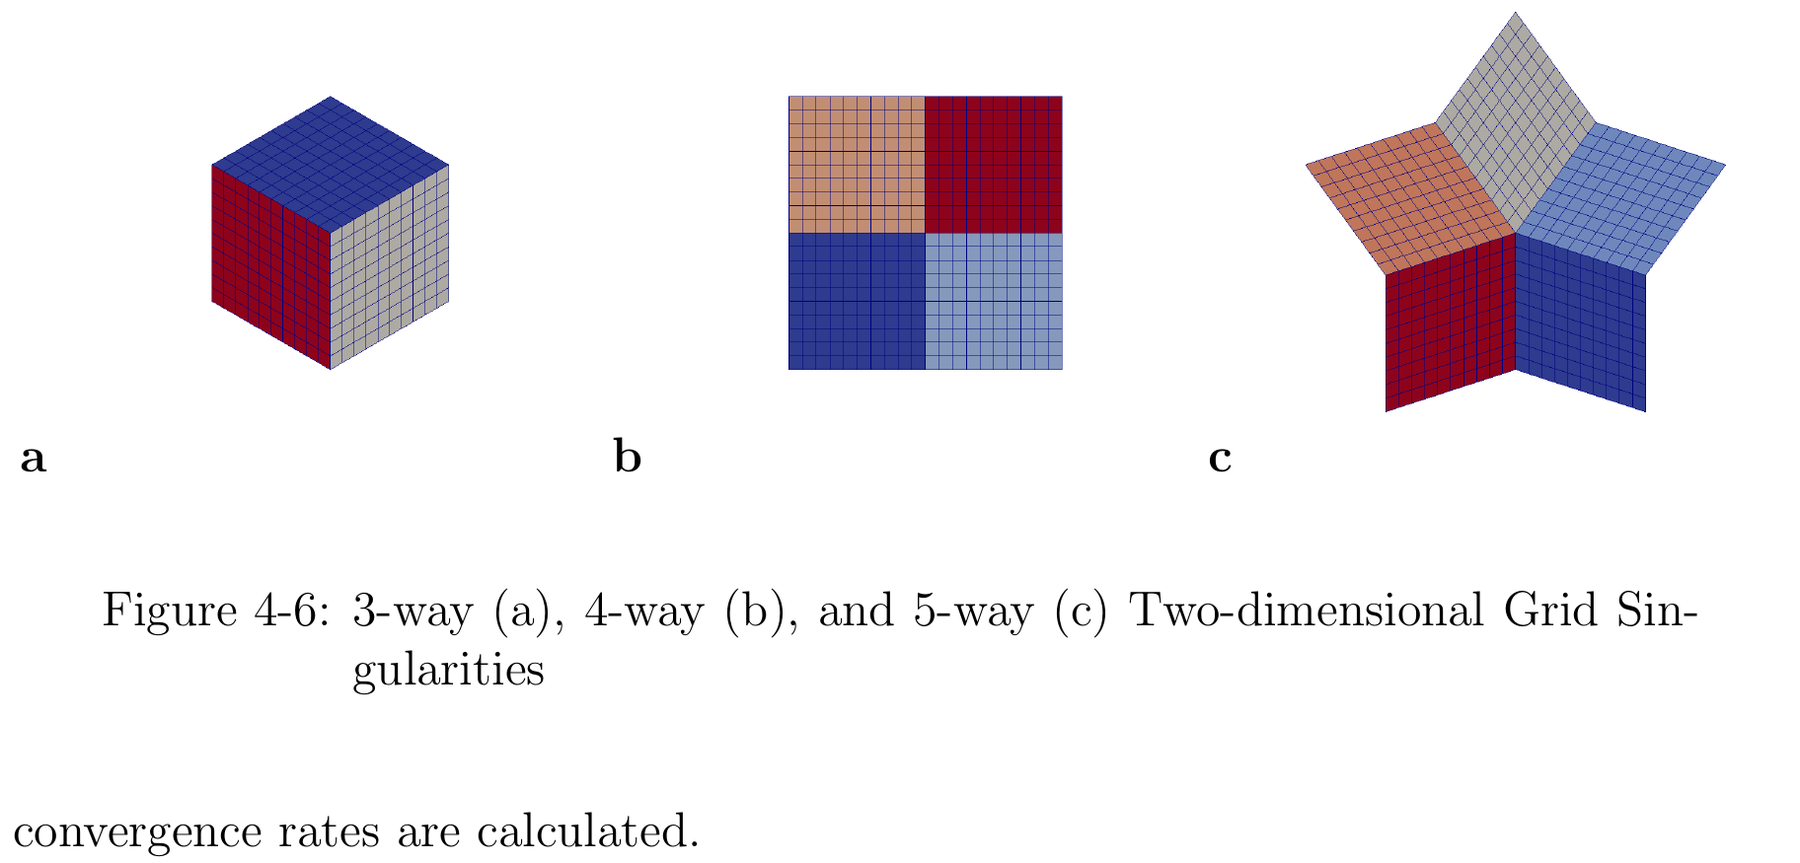 a
b
c
Figure 4-6: 3-way (a), 4-way (b), and 5-way (c) Two-dimensional Grid Sin-
gularities
convergence rates are calculated.